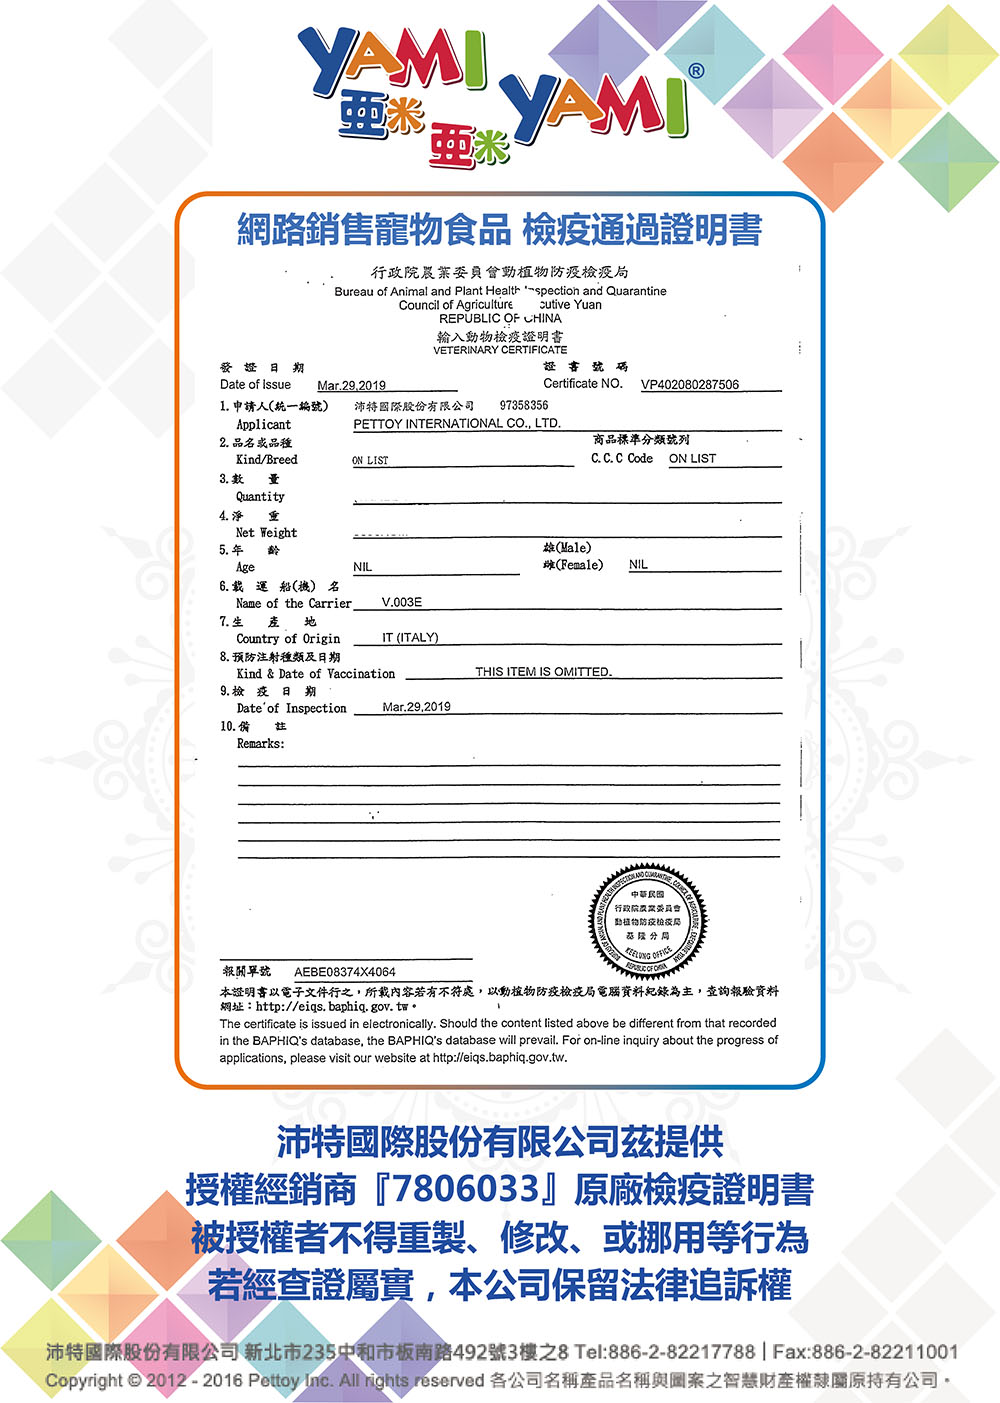 YAMI
亜米
YAMI®
亜米
網路銷售寵物食品 檢疫通過證明書
行政院農業委員會動植物防疫檢疫局
Bureau of Animal and Plant Health Inspection and Quarantine
Council of Agriculture cutive Yuan
REPUBLIC OF CHINA
輸入動物檢疫證明書
VETERINARY CERTIFICATE
發證日期 證書號碼
Date of Issue Mar.29,2019 Certificate NO. VP402080287506
1.申請人(統一編號) 沛特國際股份有限公司 97358356
Applicant PETTOY INTERNATIONAL CO., LTD.
2.品名或品種 商品標準分類號列
Kind/Breed ON LIST C.C.C Code ON LIST
3.數量
Quantity
4.淨重
Net Weight
5.年齡 雄(Male)
Age NIL 雌(Female) NIL
6.載運船(機)名
Name of the Carrier V.003E
7.生產地
Country of Origin IT (ITALY)
8.預防注射種類及日期
Kind & Date of Vaccination THIS ITEM IS OMITTED.
9.檢疫日期
Date of Inspection Mar.29,2019
10.備註
Remarks:
中華民國
行政院農業委員會
動植物防疫檢疫局
基隆分局
KEELUNG OFFICE
REPUBLIC OF CHINA
報關單號 AEBE08374X4064
本證明書以電子文件行之，所載內容若有不符處，以動植物防疫檢疫局電腦資料紀錄為主，查詢報驗資料
網址：http://eiqs.baphiq.gov.tw。
The certificate is issued in electronically. Should the content listed above be different from that recorded
in the BAPHIQ's database, the BAPHIQ's database will prevail. For on-line inquiry about the progress of
applications, please visit our website at http://eiqs.baphiq.gov.tw.
沛特國際股份有限公司茲提供
授權經銷商『7806033』原廠檢疫證明書
被授權者不得重製、修改、或挪用等行為
若經查證屬實，本公司保留法律追訴權
沛特國際股份有限公司 新北市235中和市板南路492號3樓之8 Tel:886-2-82217788 | Fax:886-2-82211001
Copyright © 2012 - 2016 Pettoy Inc. All rights reserved 各公司名稱產品名稱與圖案之智慧財產權隸屬原持有公司。